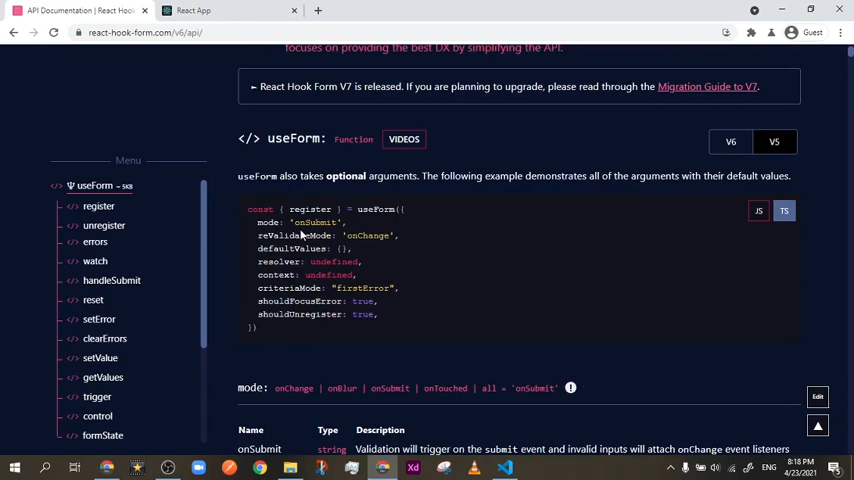 API Documentation | React Hook F
React App
react-hook-form.com/v6/api/
Guest
focuses on providing the best DX by simplifying the API.
► React Hook Form V7 is released. If you are planning to upgrade, please read through the Migration Guide to V7.
</> useForm: Function VIDEOS
V6
V5
Menu
useForm also takes optional arguments. The following example demonstrates all of the arguments with their default values.
</> useForm ~ 5KB
</> register
</> unregister
</> errors
</> watch
</> handleSubmit
</> reset
</> setError
</> clearErrors
</> setValue
</> getValues
</> trigger
</> control
</> formState
JS
TS
const { register } = useForm({
mode: 'onSubmit',
reValidateMode: 'onChange',
defaultValues: {},
resolver: undefined,
context: undefined,
criteriaMode: "firstError",
shouldFocusError: true,
shouldUnregister: true,
})
mode: onChange | onBlur | onSubmit | onTouched | all = 'onSubmit' !
Edit
▲
Name Type Description
onSubmit string Validation will trigger on the submit event and invalid inputs will attach onChange event listeners
Xd
ENG
8:18 PM
4/23/2021